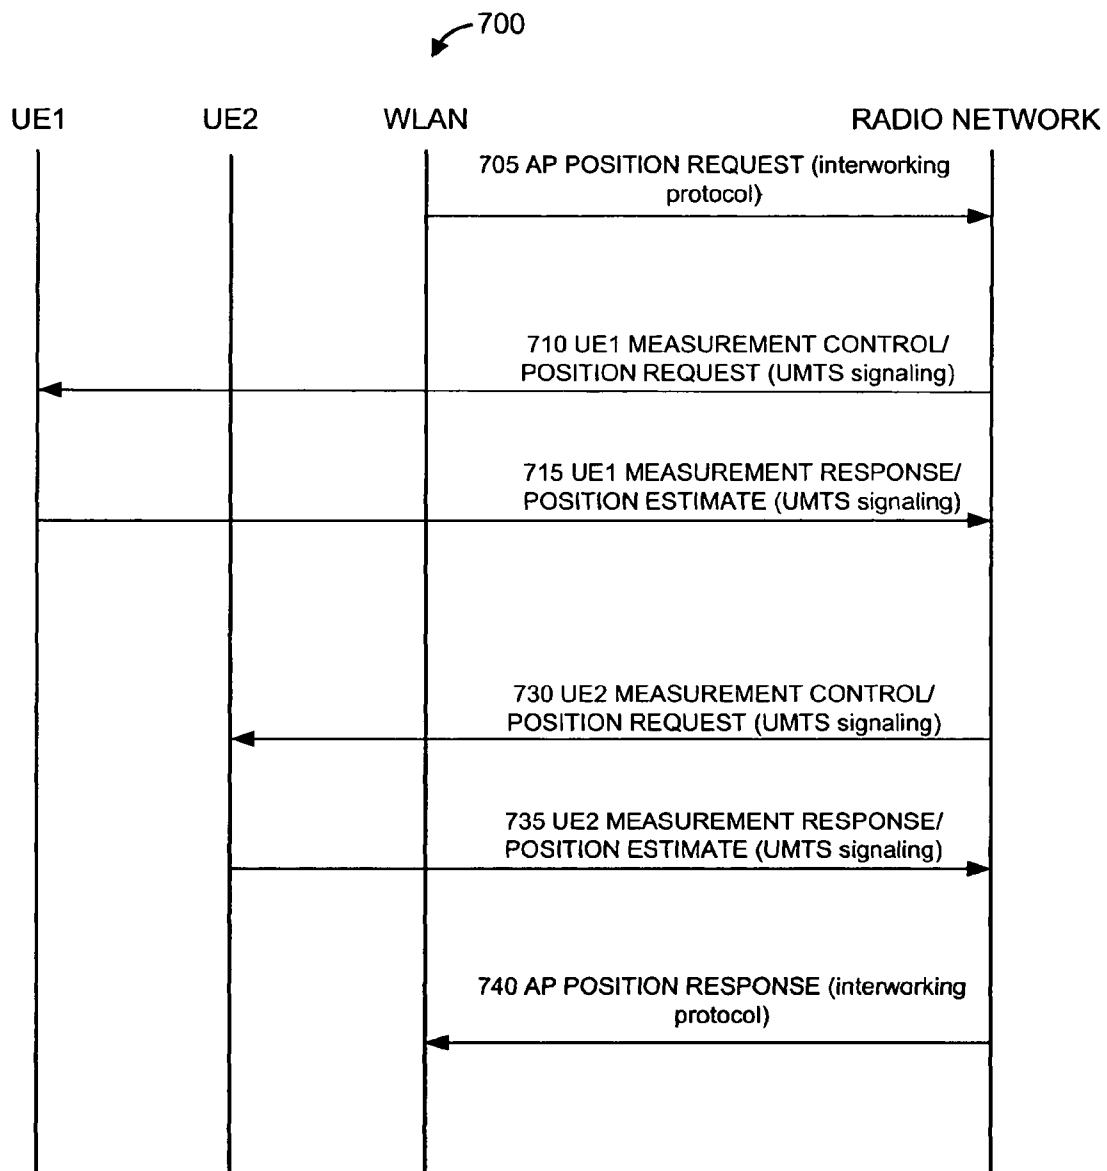 700
UE1 UE2 WLAN RADIO NETWORK
705 AP POSITION REQUEST (interworking
protocol)
710 UE1 MEASUREMENT CONTROL/
POSITION REQUEST (UMTS signaling)
715 UE1 MEASUREMENT RESPONSE/
POSITION ESTIMATE (UMTS signaling)
730 UE2 MEASUREMENT CONTROL/
POSITION REQUEST (UMTS signaling)
735 UE2 MEASUREMENT RESPONSE/
POSITION ESTIMATE (UMTS signaling)
740 AP POSITION RESPONSE (interworking
protocol)